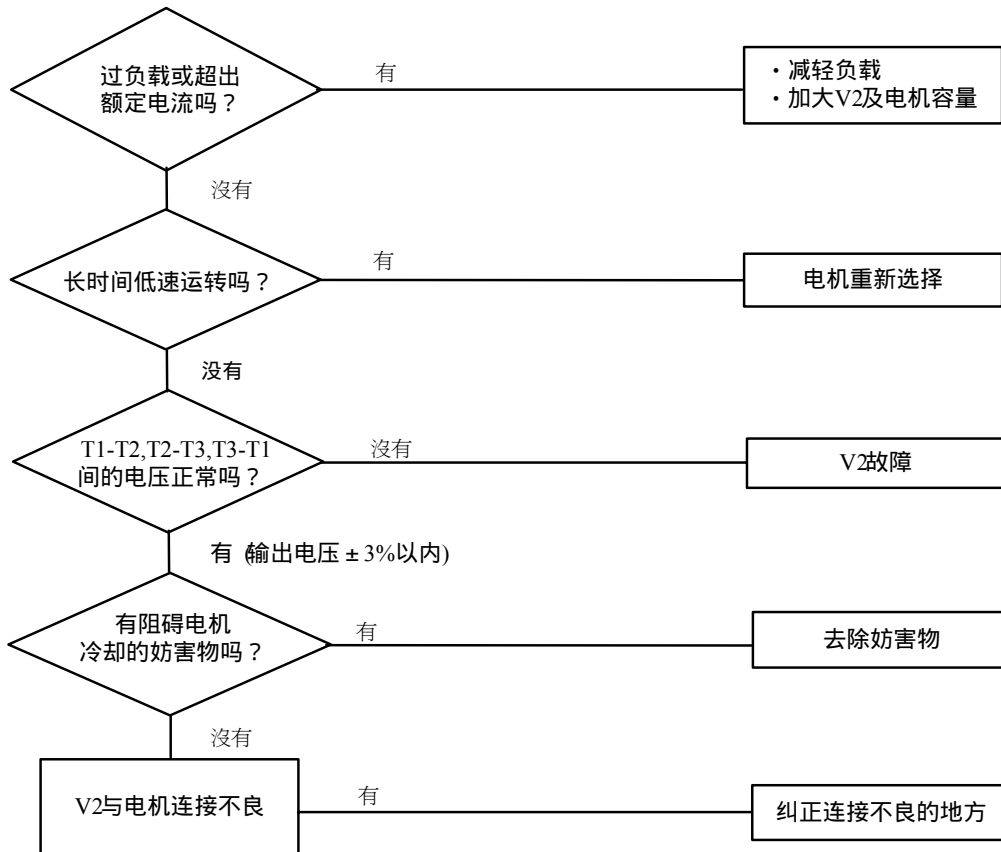 过负载或超出
额定电流吗？
有
・减轻负载
・加大V2及电机容量
沒有
长时间低速运转吗？
有
电机重新选择
没有
T1-T2,T2-T3,T3-T1
间的电压正常吗？
沒有
V2故障
有 (输出电压 ± 3%以内)
有阻碍电机
冷却的妨害物吗？
有
去除妨害物
沒有
V2与电机连接不良
有
纠正连接不良的地方